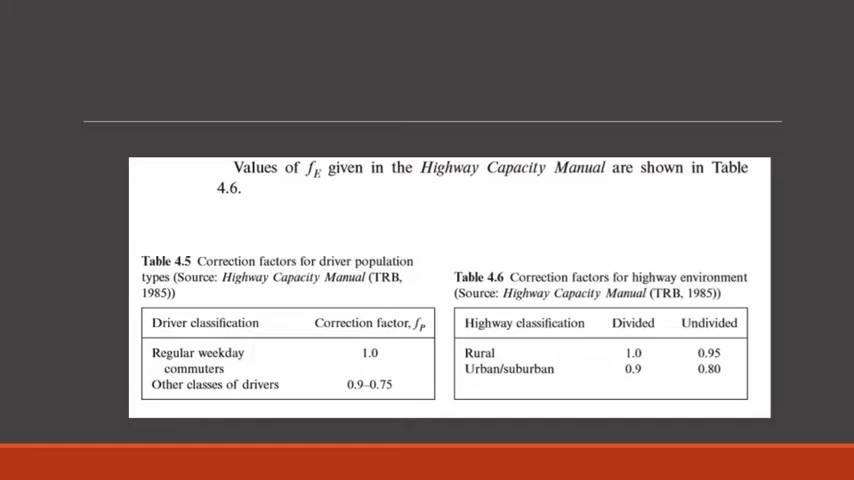 Values of fE given in the Highway Capacity Manual are shown in Table
4.6.
Table 4.5 Correction factors for driver population
types (Source: Highway Capacity Manual (TRB,
1985))
Driver classification Correction factor, fP
Regular weekday 1.0
commuters
Other classes of drivers 0.9–0.75
Table 4.6 Correction factors for highway environment
(Source: Highway Capacity Manual (TRB, 1985))
Highway classification Divided Undivided
Rural 1.0 0.95
Urban/suburban 0.9 0.80